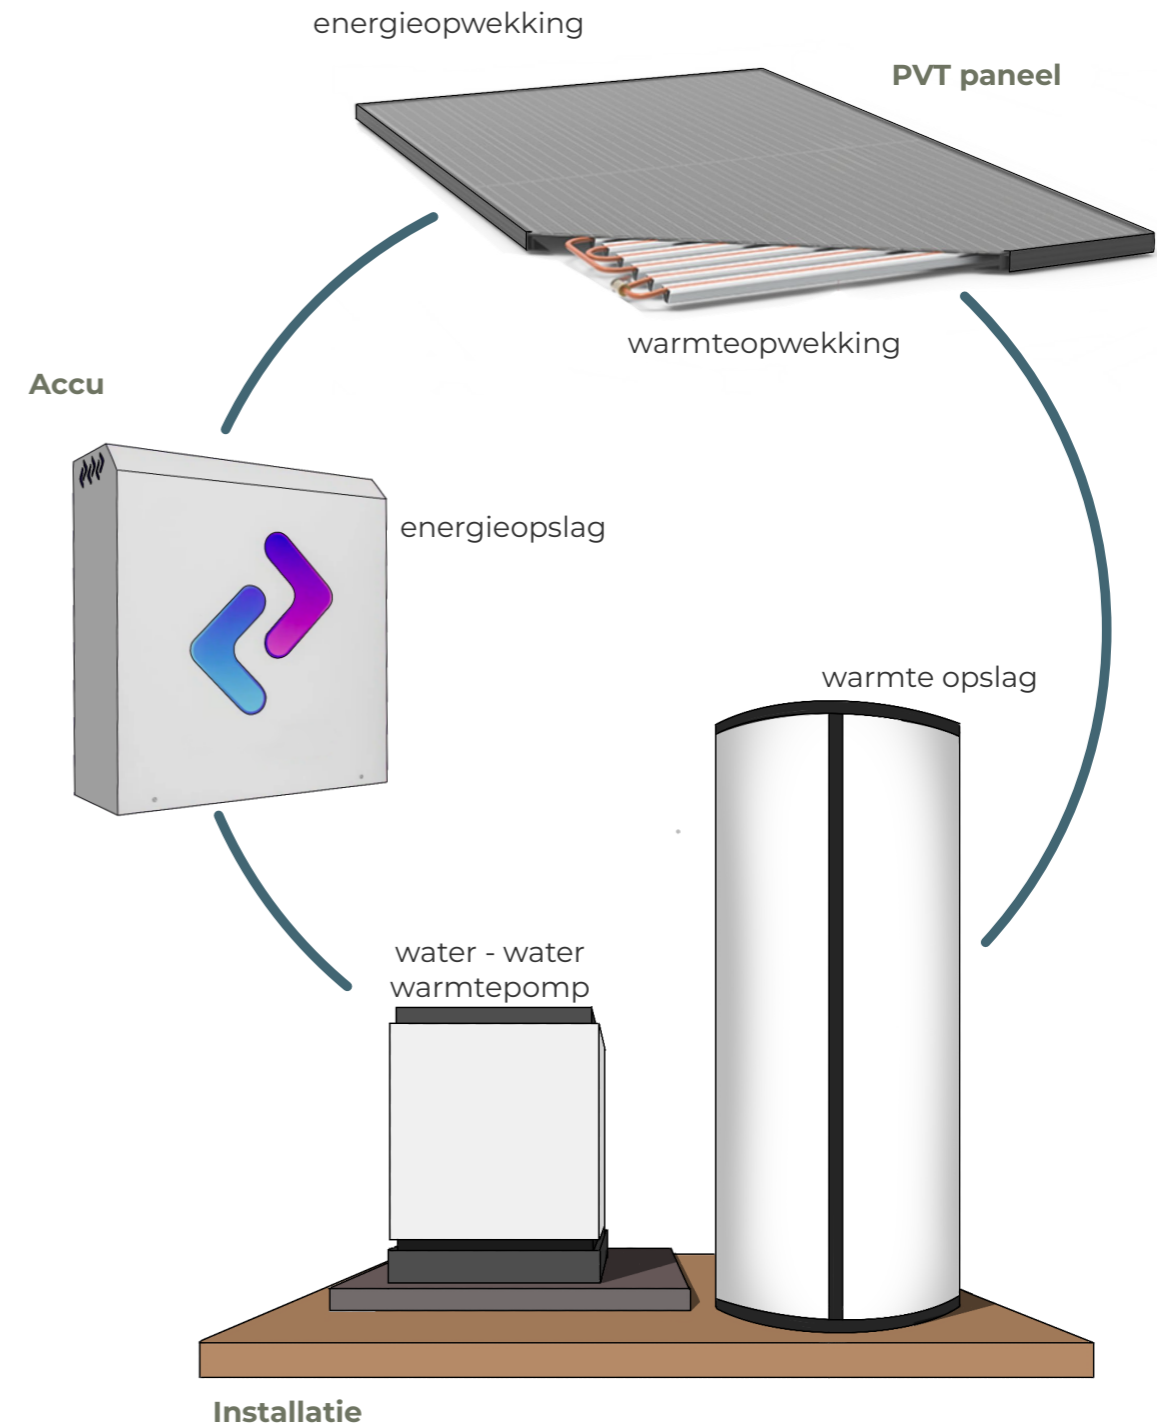 energieopwekking
PVT paneel
warmteopwekking
Accu
energieopslag
warmte opslag
water - water
warmtepomp
Installatie